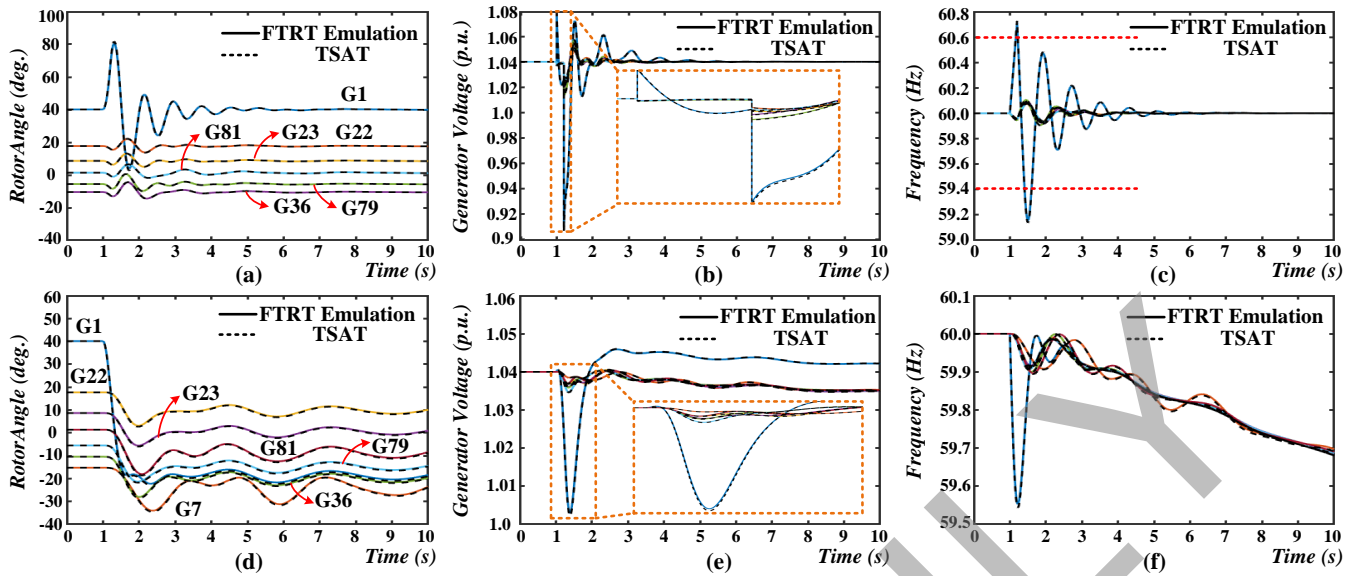 RotorAngle (deg.)
100
80
60
40
20
0
-20
-40
0 1 2 3 4 5 6 7 8 9 10
FTRT Emulation
TSAT
G1
G81
G23
G22
G36
G79
Time (s)
(a)
Generator Voltage (p.u.)
1.08
1.06
1.04
1.02
1.0
0.98
0.96
0.94
0.92
0.9
0 1 2 3 4 5 6 7 8 9 10
FTRT Emulation
TSAT
Time (s)
(b)
Frequency (Hz)
60.8
60.6
60.4
60.2
60.0
59.8
59.6
59.4
59.2
59.0
0 1 2 3 4 5 6 7 8 9 10
FTRT Emulation
TSAT
Time (s)
(c)
RotorAngle (deg.)
60
50
40
30
20
10
0
-10
-20
-30
-40
0 1 2 3 4 5 6 7 8 9 10
FTRT Emulation
TSAT
G1
G22
G23
G81
G79
G36
G7
Time (s)
(d)
Generator Voltage (p.u.)
1.06
1.05
1.04
1.03
1.02
1.01
1.0
0 1 2 3 4 5 6 7 8 9 10
FTRT Emulation
TSAT
Time (s)
(e)
Frequency (Hz)
60.1
60.0
59.9
59.8
59.7
59.6
59.5
0 1 2 3 4 5 6 7 8 9 10
FTRT Emulation
TSAT
Time (s)
(f)